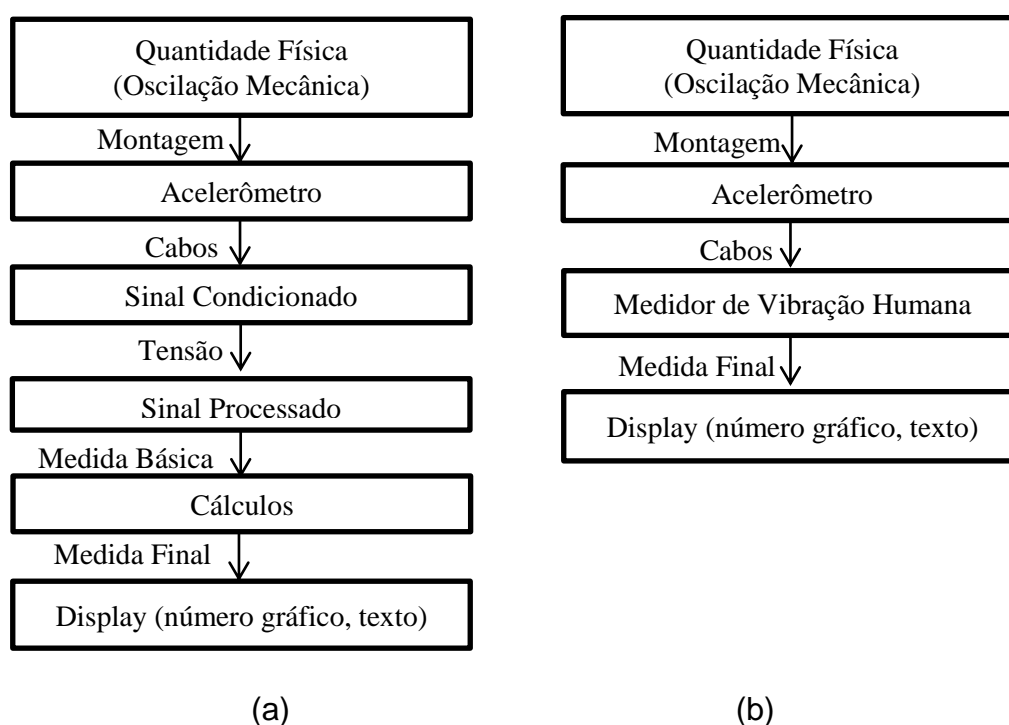 Quantidade Física
(Oscilação Mecânica)
Montagem
Acelerômetro
Cabos
Sinal Condicionado
Tensão
Sinal Processado
Medida Básica
Cálculos
Medida Final
Display (número gráfico, texto)
(a)
Quantidade Física
(Oscilação Mecânica)
Montagem
Acelerômetro
Cabos
Medidor de Vibração Humana
Medida Final
Display (número gráfico, texto)
(b)